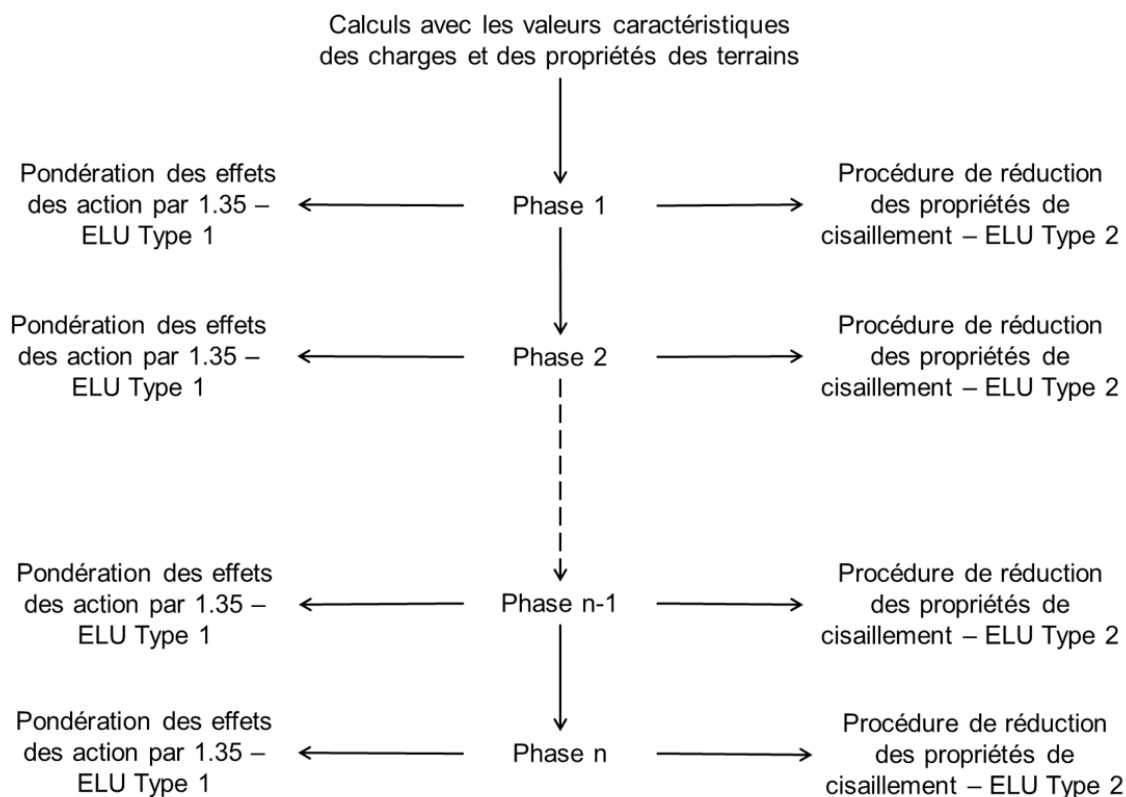 Calculs avec les valeurs caractéristiques
des charges et des propriétés des terrains
Pondération des effets
des action par 1.35 –
ELU Type 1
Phase 1
Procédure de réduction
des propriétés de
cisaillement – ELU Type 2
Pondération des effets
des action par 1.35 –
ELU Type 1
Phase 2
Procédure de réduction
des propriétés de
cisaillement – ELU Type 2
Pondération des effets
des action par 1.35 –
ELU Type 1
Phase n-1
Procédure de réduction
des propriétés de
cisaillement – ELU Type 2
Pondération des effets
des action par 1.35 –
ELU Type 1
Phase n
Procédure de réduction
des propriétés de
cisaillement – ELU Type 2